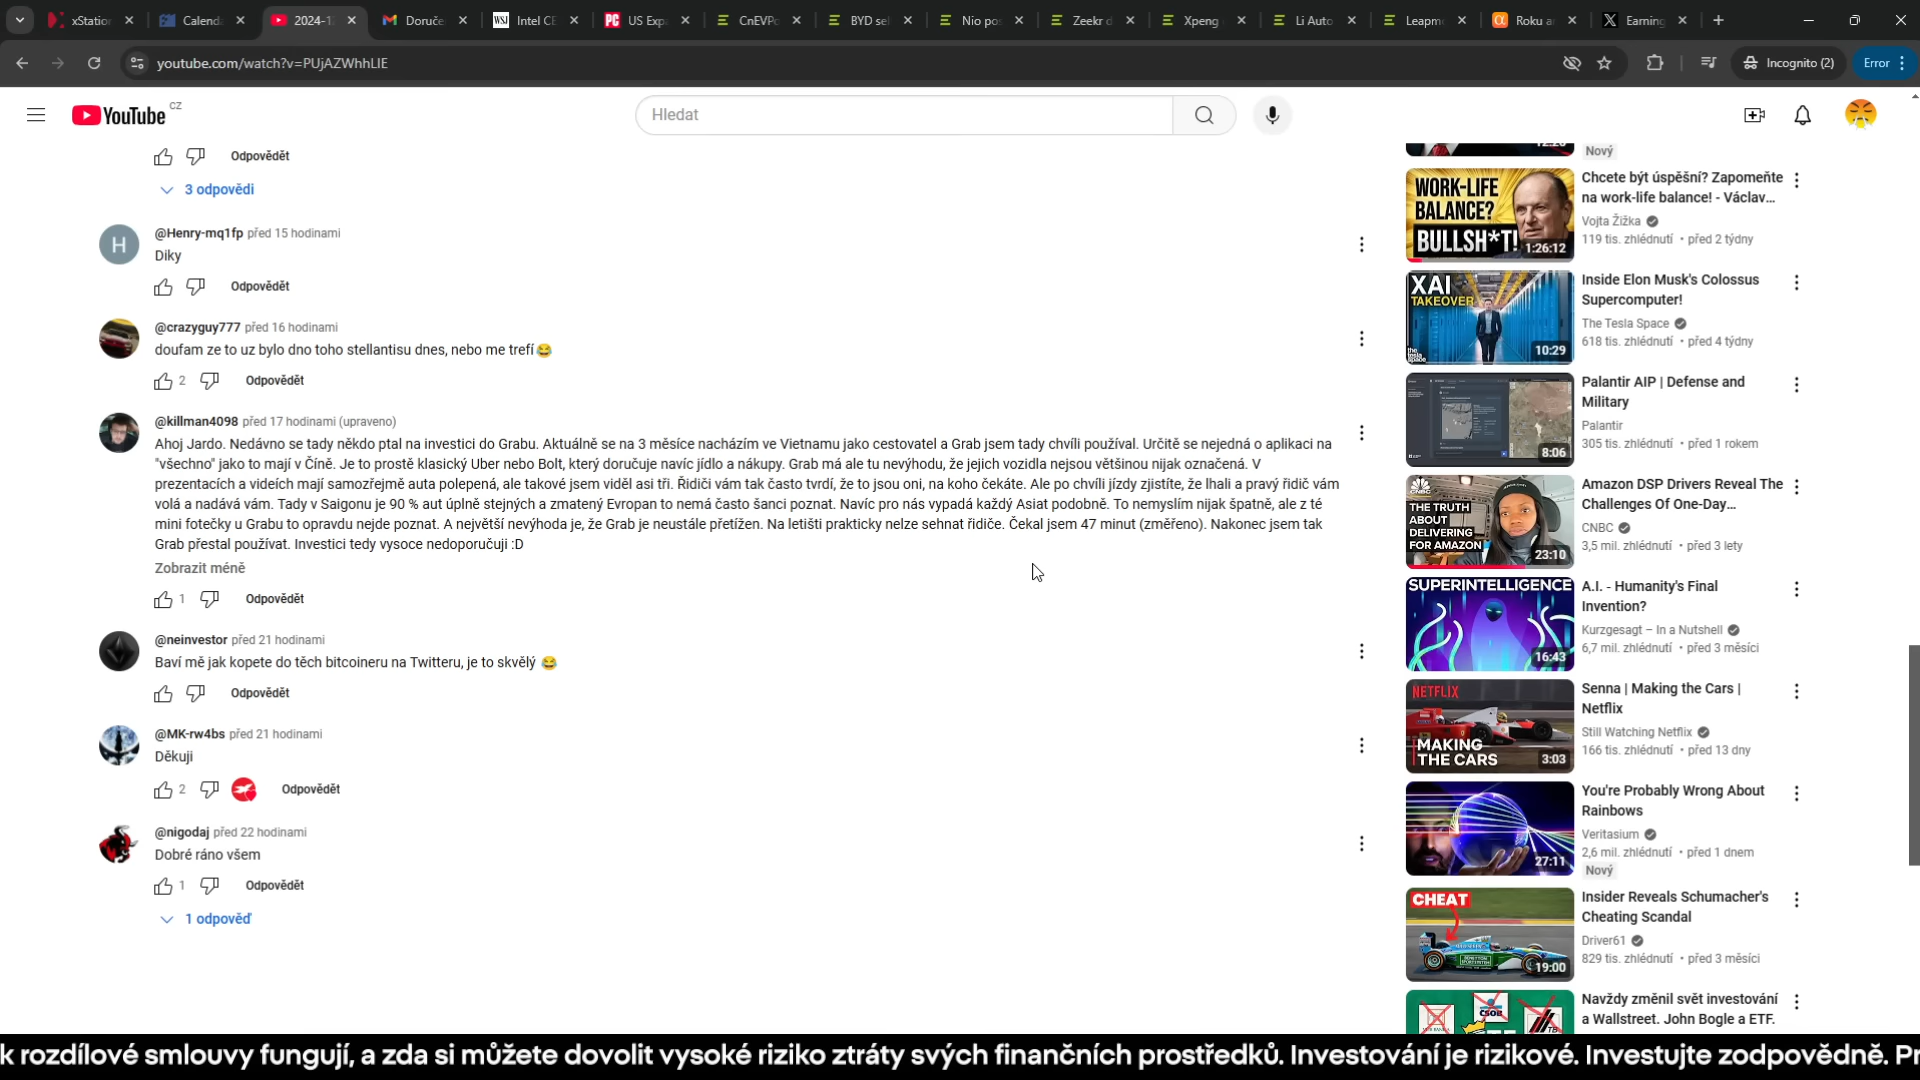 xStation
Calenda
2024-1
Doruče
WSJ
Intel CE
PC
US Exp
CnEVPo
BYD sel
Nio pos
Zeekr d
Xpeng
Li Auto
Leapmo
Roku a
Earning
youtube.com/watch?v=PUjAZWhhLIE
Incognito (2)
Error
YouTube CZ
Hledat
Odpovědět
3 odpovědi
H
@Henry-mq1fp před 15 hodinami
Diky
Odpovědět
@crazyguy777 před 16 hodinami
doufam ze to uz bylo dno toho stellantisu dnes, nebo me trefí😂
2 Odpovědět
@killman4098 před 17 hodinami (upraveno)
Ahoj Jardo. Nedávno se tady někdo ptal na investici do Grabu. Aktuálně se na 3 měsíce nacházím ve Vietnamu jako cestovatel a Grab jsem tady chvíli používal. Určitě se nejedná o aplikaci na
"všechno" jako to mají v Číně. Je to prostě klasický Uber nebo Bolt, který doručuje navíc jídlo a nákupy. Grab má ale tu nevýhodu, že jejich vozidla nejsou většinou nijak označená. V
prezentacích a videích mají samozřejmě auta polepená, ale takové jsem viděl asi tři. Řidiči vám tak často tvrdí, že to jsou oni, na koho čekáte. Ale po chvíli jízdy zjistíte, že lhali a pravý řidič vám
volá a nadává vám. Tady v Saigonu je 90 % aut úplně stejných a zmatený Evropan to nemá často šanci poznat. Navíc pro nás vypadá každý Asiat podobně. To nemyslím nijak špatně, ale z té
mini fotečky u Grabu to opravdu nejde poznat. A největší nevýhoda je, že Grab je neustále přetížen. Na letišti prakticky nelze sehnat řidiče. Čekal jsem 47 minut (změřeno). Nakonec jsem tak
Grab přestal používat. Investici tedy vysoce nedoporučuji :D
Zobrazit méně
1 Odpovědět
@neinvestor před 21 hodinami
Baví mě jak kopete do těch bitcoineru na Twitteru, je to skvělý 😂
Odpovědět
@MK-rw4bs před 21 hodinami
Děkuji
2 Odpovědět
@nigodaj před 22 hodinami
Dobré ráno všem
1 Odpovědět
1 odpověď
Nový
WORK-LIFE
BALANCE?
BULLSH*T!
1:26:12
Chcete být úspěšní? Zapomeňte
na work-life balance! - Václav...
Vojta Žižka
119 tis. zhlédnutí • před 2 týdny
XAI
TAKEOVER
the
tesla
space
10:29
Inside Elon Musk's Colossus
Supercomputer!
The Tesla Space
618 tis. zhlédnutí • před 4 týdny
8:06
Palantir AIP | Defense and
Military
Palantir
305 tis. zhlédnutí • před 1 rokem
CNBC
THE TRUTH
ABOUT
DELIVERING
FOR AMAZON
23:10
Amazon DSP Drivers Reveal The
Challenges Of One-Day...
CNBC
3,5 mil. zhlédnutí • před 3 lety
SUPERINTELLIGENCE
16:43
A.I. - Humanity's Final
Invention?
Kurzgesagt – In a Nutshell
6,7 mil. zhlédnutí • před 3 měsíci
NETFLIX
MAKING
THE CARS
3:03
Senna | Making the Cars |
Netflix
Still Watching Netflix
166 tis. zhlédnutí • před 13 dny
27:11
You're Probably Wrong About
Rainbows
Veritasium
2,6 mil. zhlédnutí • před 1 dnem
Nový
CHEAT
19:00
Insider Reveals Schumacher's
Cheating Scandal
Driver61
829 tis. zhlédnutí • před 3 měsíci
ČSOB
Navždy změnil svět investování
a Wallstreet. John Bogle a ETF.
k rozdílové smlouvy fungují, a zda si můžete dovolit vysoké riziko ztráty svých finančních prostředků. Investování je rizikové. Investujte zodpovědně. Pr